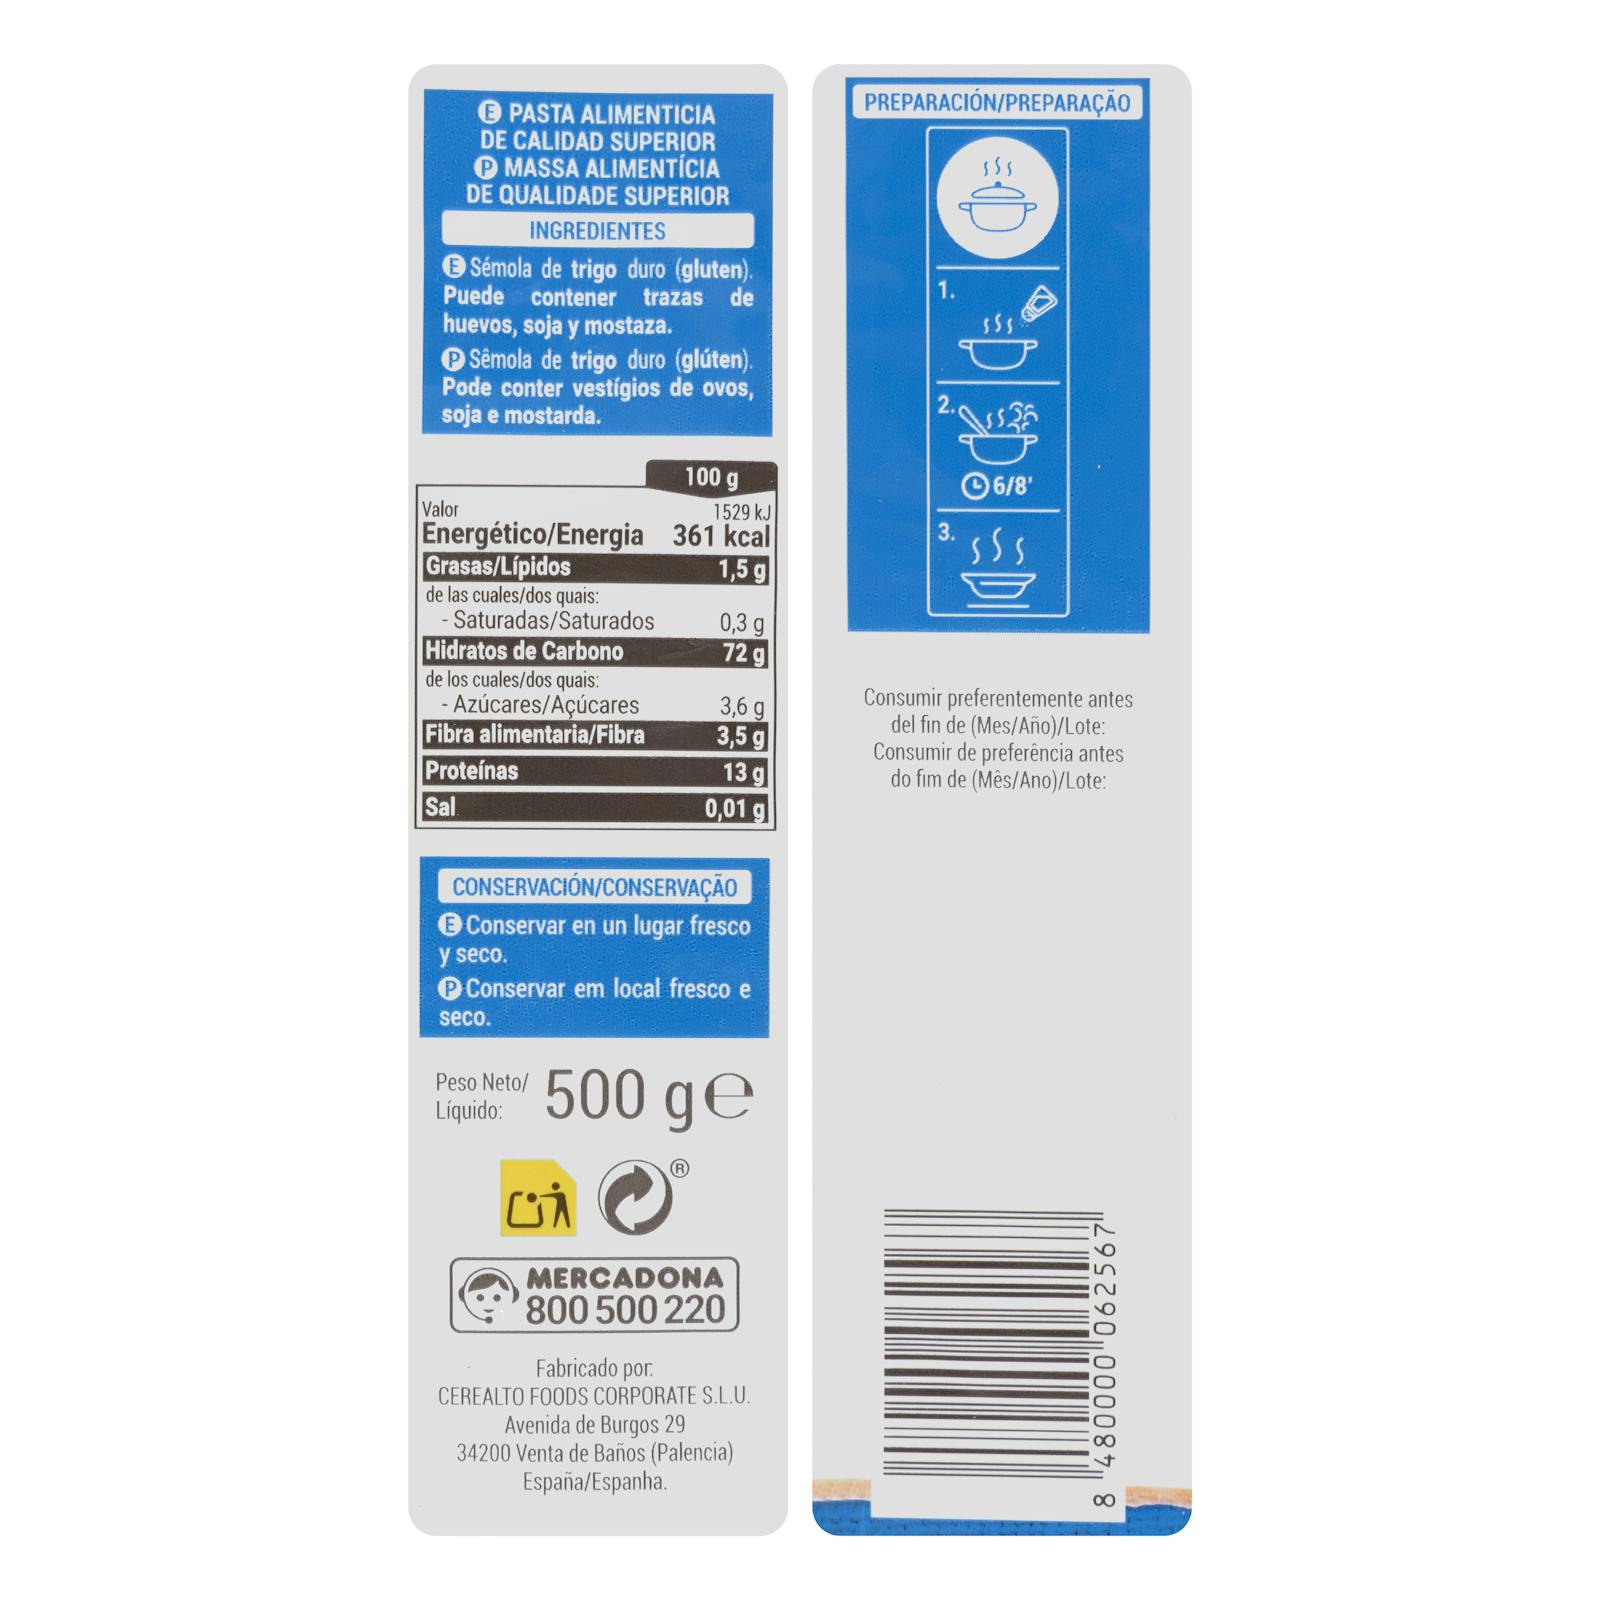 E PASTA ALIMENTICIA
DE CALIDAD SUPERIOR
P MASSA ALIMENTÍCIA
DE QUALIDADE SUPERIOR
INGREDIENTES
E Sémola de trigo duro (gluten).
Puede contener trazas de
huevos, soja y mostaza.
P Sêmola de trigo duro (glúten).
Pode conter vestígios de ovos,
soja e mostarda.
100 g
Valor 1529 kJ
Energético/Energia 361 kcal
Grasas/Lípidos 1,5 g
de las cuales/dos quais:
- Saturadas/Saturados 0,3 g
Hidratos de Carbono 72 g
de los cuales/dos quais:
- Azúcares/Açúcares 3,6 g
Fibra alimentaria/Fibra 3,5 g
Proteínas 13 g
Sal 0,01 g
CONSERVACIÓN/CONSERVAÇÃO
E Conservar en un lugar fresco
y seco.
P Conservar em local fresco e
seco.
Peso Neto/
Líquido: 500 g e
®
MERCADONA
800 500 220
Fabricado por:
CEREALTO FOODS CORPORATE S.L.U.
Avenida de Burgos 29
34200 Venta de Baños (Palencia)
España/Espanha.
PREPARACIÓN/PREPARAÇÃO
1.
2.
6/8'
3.
Consumir preferentemente antes
del fin de (Mes/Año)/Lote:
Consumir de preferência antes
do fim de (Mês/Ano)/Lote:
8 480000 062567